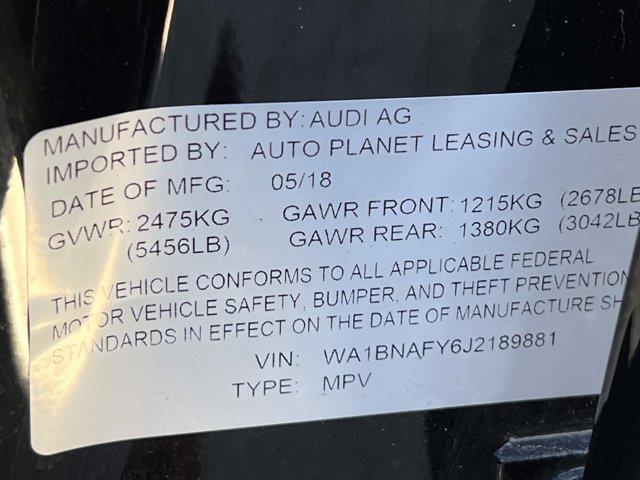 MANUFACTURED BY: AUDI AG
IMPORTED BY: AUTO PLANET LEASING & SALES
DATE OF MFG: 05/18
GVWR: 2475KG GAWR FRONT: 1215KG (2678LB
(5456LB) GAWR REAR: 1380KG (3042LB
THIS VEHICLE CONFORMS TO ALL APPLICABLE FEDERAL
MOTOR VEHICLE SAFETY, BUMPER, AND THEFT PREVENTION
STANDARDS IN EFFECT ON THE DATE OF MANUFACTURE SH
VIN: WA1BNAFY6J2189881
TYPE: MPV